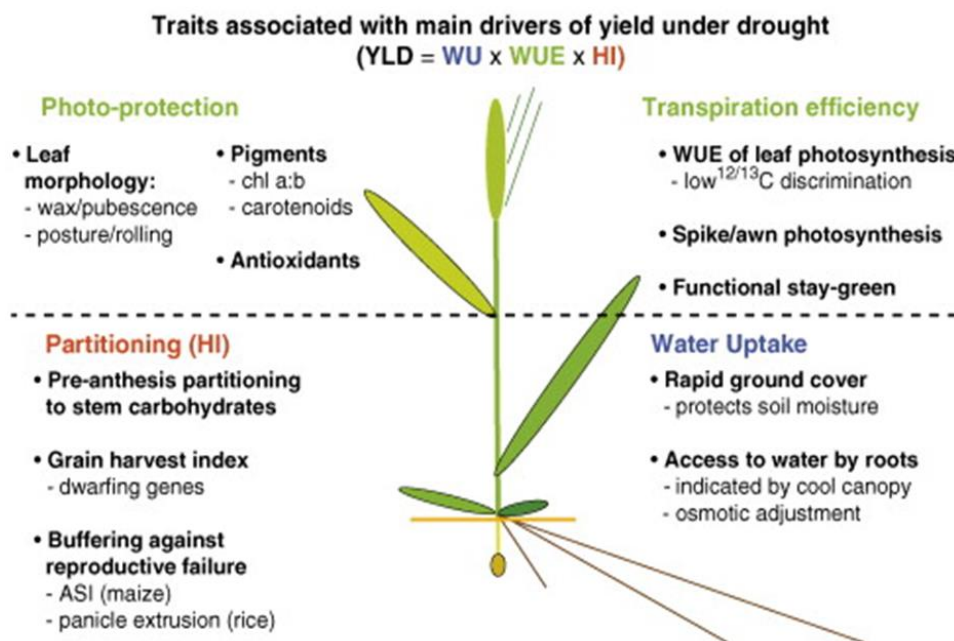 Traits associated with main drivers of yield under drought
(YLD = WU x WUE x HI)
Photo-protection
• Leaf
morphology:
- wax/pubescence
- posture/rolling
• Pigments
- chl a:b
- carotenoids
• Antioxidants
Transpiration efficiency
• WUE of leaf photosynthesis
- low 12/13C discrimination
• Spike/awn photosynthesis
• Functional stay-green
Partitioning (HI)
• Pre-anthesis partitioning
to stem carbohydrates
• Grain harvest index
- dwarfing genes
• Buffering against
reproductive failure
- ASI (maize)
- panicle extrusion (rice)
Water Uptake
• Rapid ground cover
- protects soil moisture
• Access to water by roots
- indicated by cool canopy
- osmotic adjustment